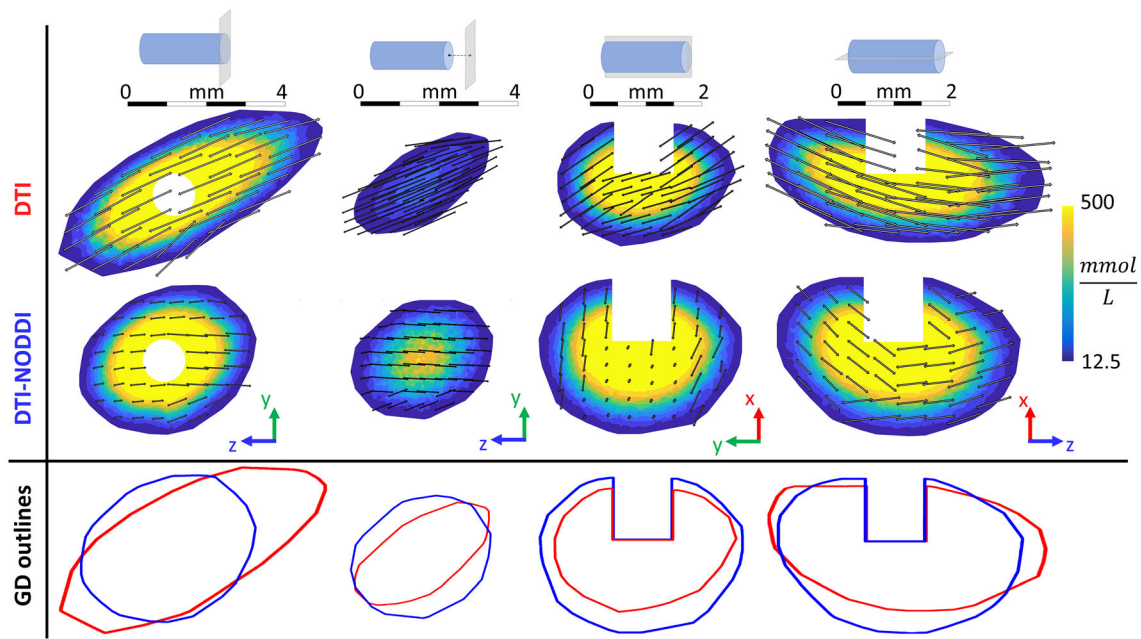 0 mm 4
0 mm 4
0 mm 2
0 mm 2
DTI
500
mmol
L
12.5
DTI-NODDI
y
z
y
z
x
y
x
z
GD outlines